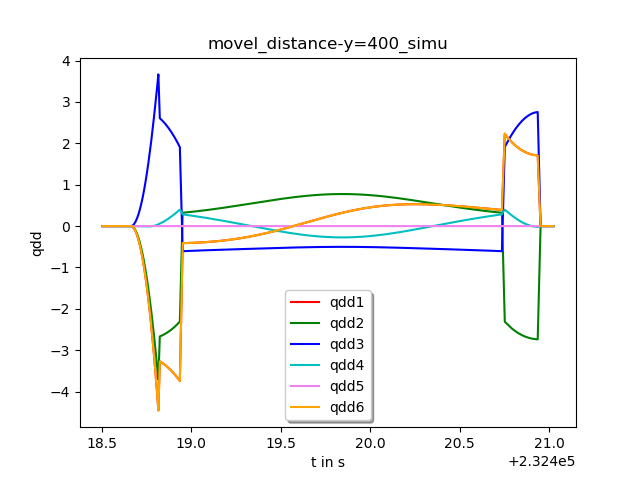 movel_distance-y=400_simu
4
3
2
1
0
−1
−2
−3
−4
qdd
qdd1
qdd2
qdd3
qdd4
qdd5
qdd6
18.5 19.0 19.5 20.0 20.5 21.0
t in s
+2.324e5